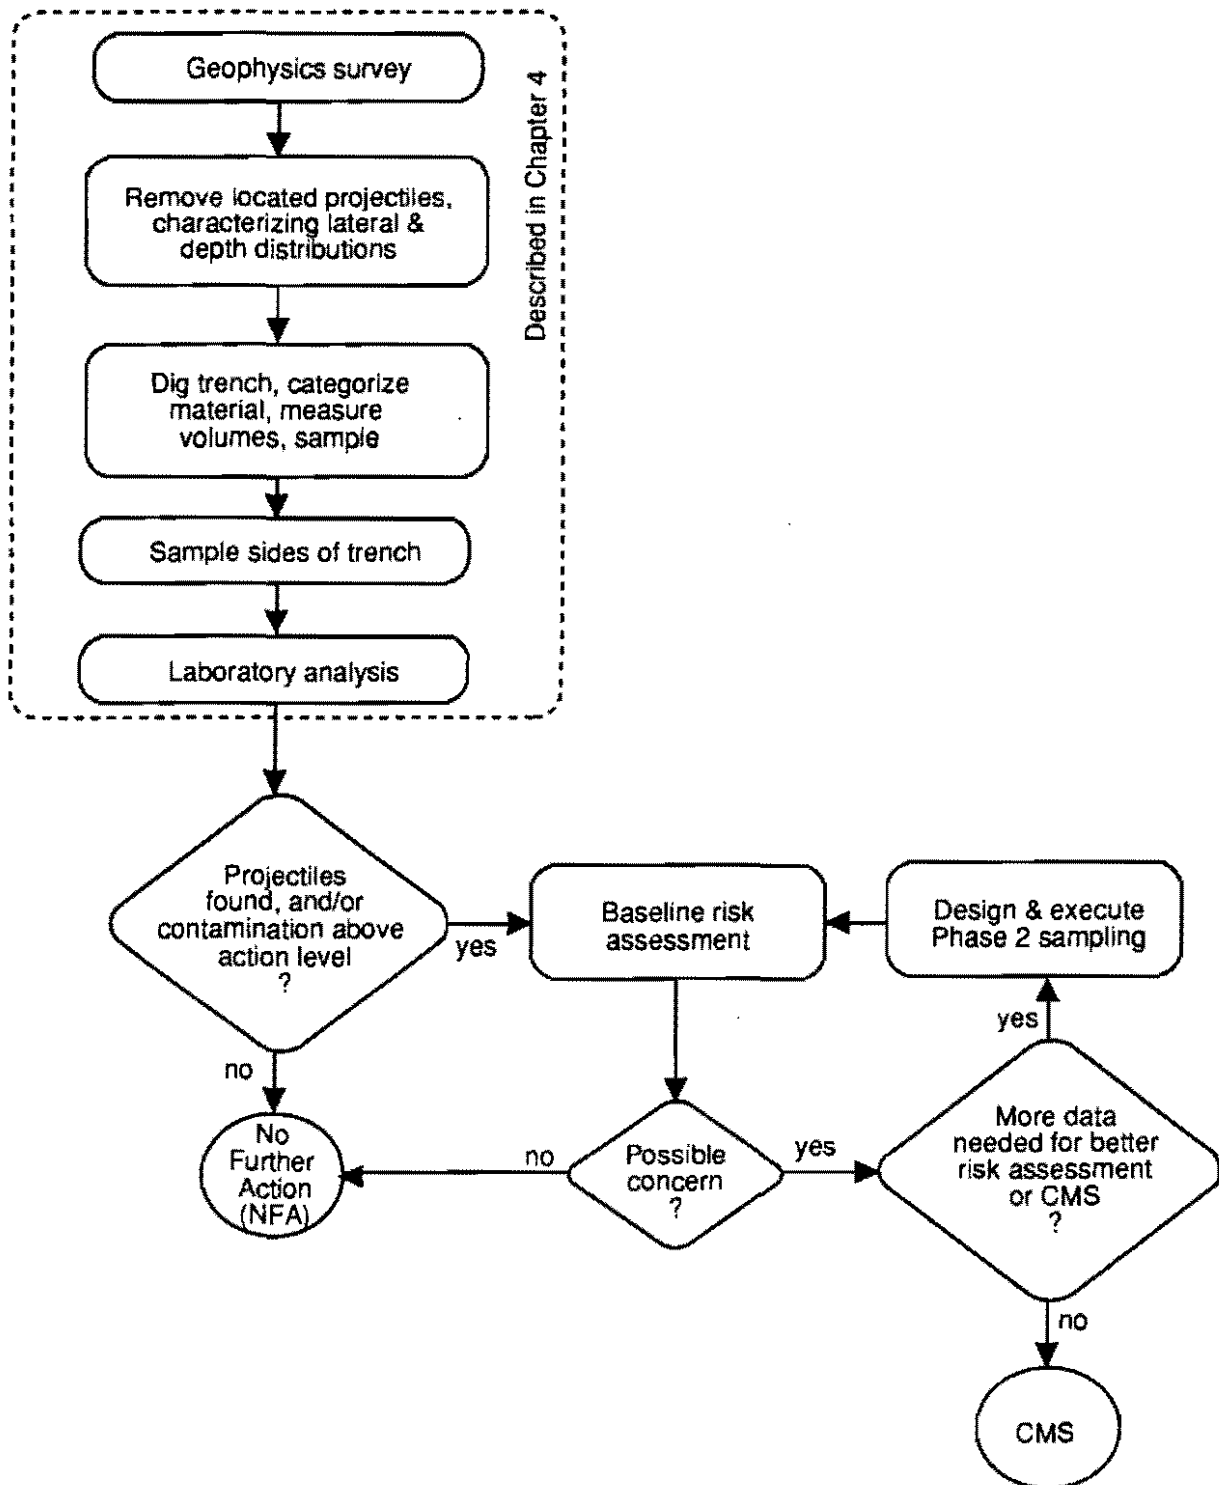 Geophysics survey
Described in Chapter 4
Remove located projectiles,
characterizing lateral &
depth distributions
Dig trench, categorize
material, measure
volumes, sample
Sample sides of trench
Laboratory analysis
Projectiles
found, and/or
contamination above
action level
?
yes
no
Baseline risk
assessment
Design & execute
Phase 2 sampling
yes
No
Further
Action
(NFA)
no
Possible
concern
?
yes
More data
needed for better
risk assessment
or CMS
?
no
CMS